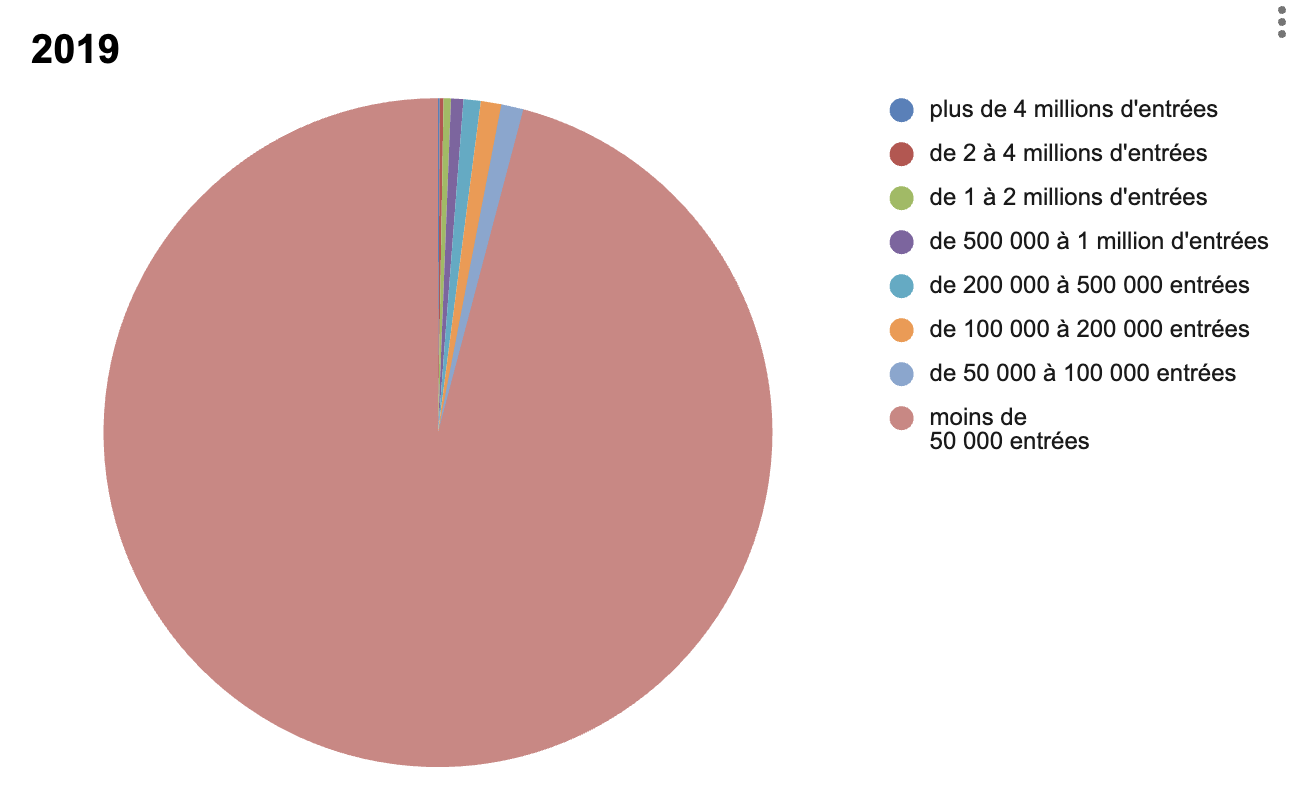 2019
plus de 4 millions d'entrées
de 2 à 4 millions d'entrées
de 1 à 2 millions d'entrées
de 500 000 à 1 million d'entrées
de 200 000 à 500 000 entrées
de 100 000 à 200 000 entrées
de 50 000 à 100 000 entrées
moins de
50 000 entrées